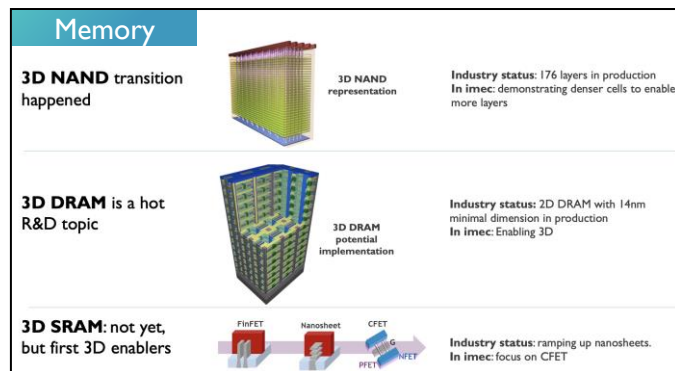 Memory
3D NAND transition
happened
3D NAND
representation
Industry status: 176 layers in production
In imec: demonstrating denser cells to enable
more layers
3D DRAM is a hot
R&D topic
3D DRAM
potential
implementation
Industry status: 2D DRAM with 14nm
minimal dimension in production
In imec: Enabling 3D
3D SRAM: not yet,
but first 3D enablers
FinFET
Nanosheet
CFET
G
NFET
PFET
Industry status: ramping up nanosheets.
In imec: focus on CFET